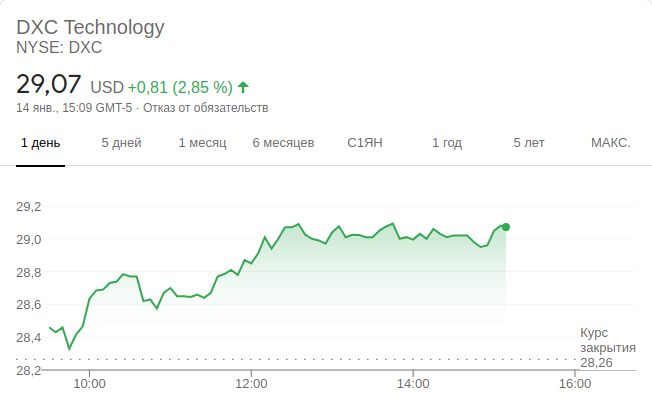 DXC Technology
NYSE: DXC
29,07 USD +0,81 (2,85 %)
14 янв., 15:09 GMT-5 · Отказ от обязательств
1 день 5 дней 1 месяц 6 месяцев С1ЯН 1 год 5 лет МАКС.
29,2
29,0
28,8
28,6
28,4
Курс
закрытия
28,26
28,2
10:00 12:00 14:00 16:00